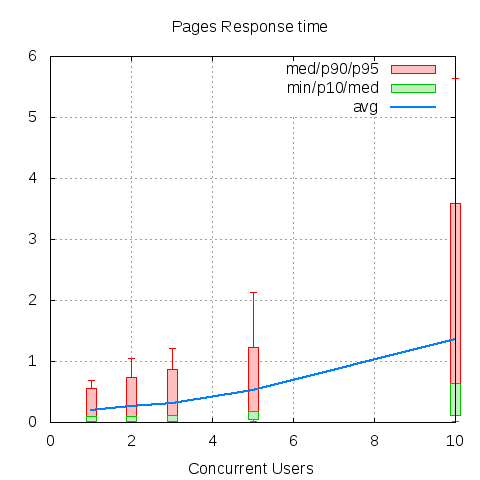 Pages Response time
6
5
4
3
2
1
0
med/p90/p95
min/p10/med
avg
0 2 4 6 8 10
Concurrent Users